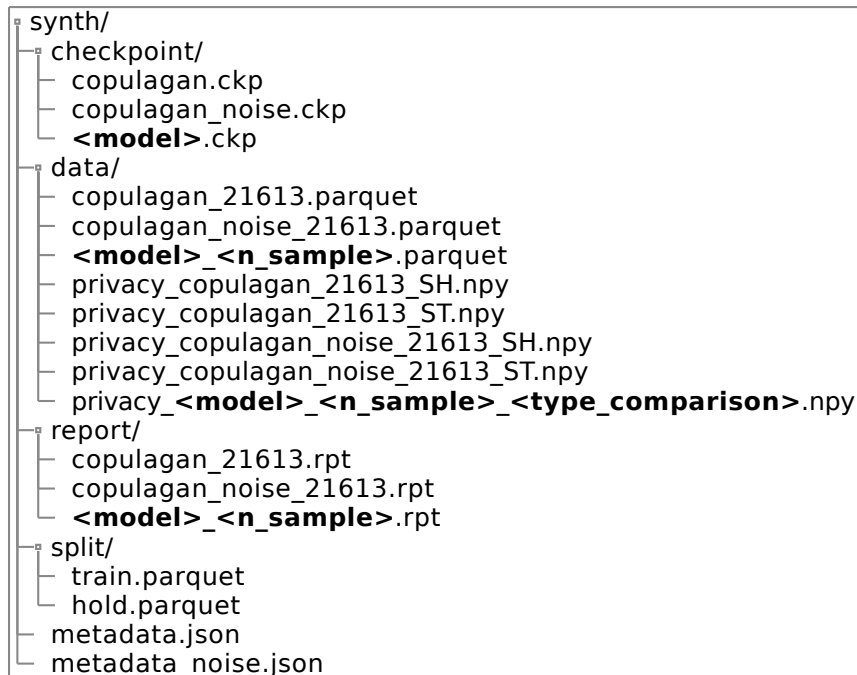 synth/
checkpoint/
copulagan.ckp
copulagan_noise.ckp
<model>.ckp
data/
copulagan_21613.parquet
copulagan_noise_21613.parquet
<model>_<n_sample>.parquet
privacy_copulagan_21613_SH.npy
privacy_copulagan_21613_ST.npy
privacy_copulagan_noise_21613_SH.npy
privacy_copulagan_noise_21613_ST.npy
privacy_<model>_<n_sample>_<type_comparison>.npy
report/
copulagan_21613.rpt
copulagan_noise_21613.rpt
<model>_<n_sample>.rpt
split/
train.parquet
hold.parquet
metadata.json
metadata_noise.json